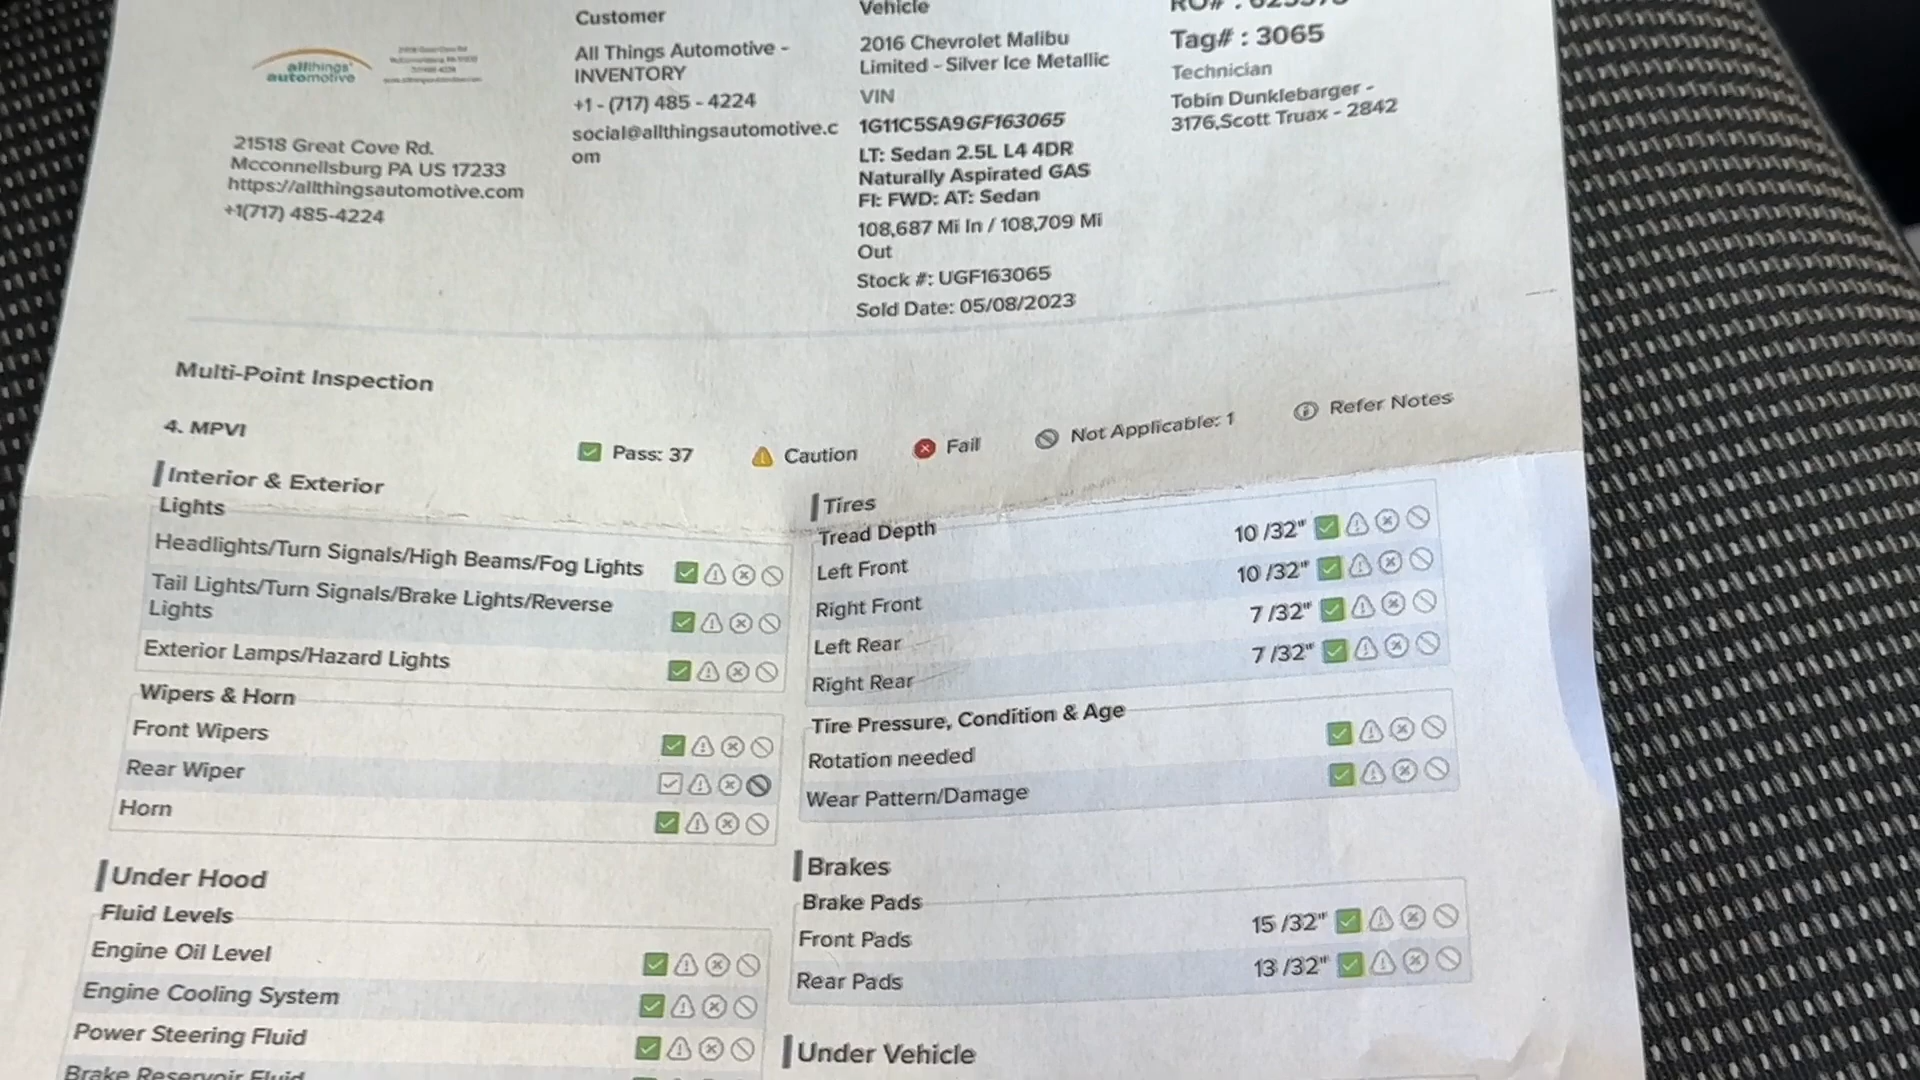 allthings
automotive
21518 Great Cove Rd.
Mcconnellsburg PA US 17233
https://allthingsautomotive.com
+1(717) 485-4224
Customer
All Things Automotive -
INVENTORY
+1 - (717) 485 - 4224
social@allthingsautomotive.c
om
Vehicle
2016 Chevrolet Malibu
Limited - Silver Ice Metallic
VIN
1G11C5SA9GF163065
LT: Sedan 2.5L L4 4DR
Naturally Aspirated GAS
FI: FWD: AT: Sedan
108,687 Mi In / 108,709 Mi
Out
Stock #: UGF163065
Sold Date: 05/08/2023
Tag# : 3065
Technician
Tobin Dunklebarger -
3176,Scott Truax - 2842
Multi-Point Inspection
4. MPVI
Pass: 37
Caution
Fail
Not Applicable: 1
Refer Notes
Interior & Exterior
Lights
Headlights/Turn Signals/High Beams/Fog Lights
Tail Lights/Turn Signals/Brake Lights/Reverse
Lights
Exterior Lamps/Hazard Lights
Wipers & Horn
Front Wipers
Rear Wiper
Horn
Under Hood
Fluid Levels
Engine Oil Level
Engine Cooling System
Power Steering Fluid
Brake Reservoir Fluid
Tires
Tread Depth
Left Front 10 /32"
Right Front 10 /32"
Left Rear 7 /32"
Right Rear 7 /32"
Tire Pressure, Condition & Age
Rotation needed
Wear Pattern/Damage
Brakes
Brake Pads
Front Pads 15 /32"
Rear Pads 13 /32"
Under Vehicle